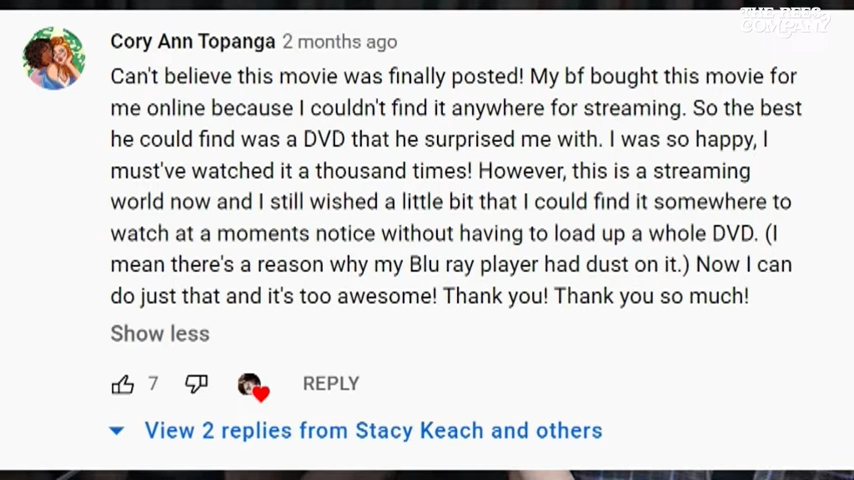 THE REES COMPANY
Cory Ann Topanga 2 months ago
Can't believe this movie was finally posted! My bf bought this movie for
me online because I couldn't find it anywhere for streaming. So the best
he could find was a DVD that he surprised me with. I was so happy, I
must've watched it a thousand times! However, this is a streaming
world now and I still wished a little bit that I could find it somewhere to
watch at a moments notice without having to load up a whole DVD. (I
mean there's a reason why my Blu ray player had dust on it.) Now I can
do just that and it's too awesome! Thank you! Thank you so much!
Show less
7 REPLY
View 2 replies from Stacy Keach and others